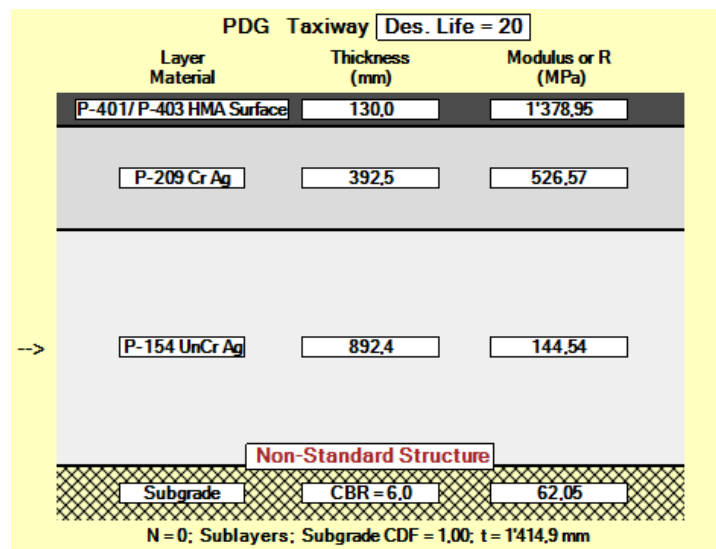 PDG Taxiway Des. Life = 20
Layer Material Thickness (mm) Modulus or R (MPa)
P-401/ P-403 HMA Surface 130,0 1'378,95
P-209 Cr Ag 392,5 526,57
--> P-154 UnCr Ag 892,4 144,54
Non-Standard Structure
Subgrade CBR = 6,0 62,05
N = 0; Sublayers; Subgrade CDF = 1,00; t = 1'414,9 mm